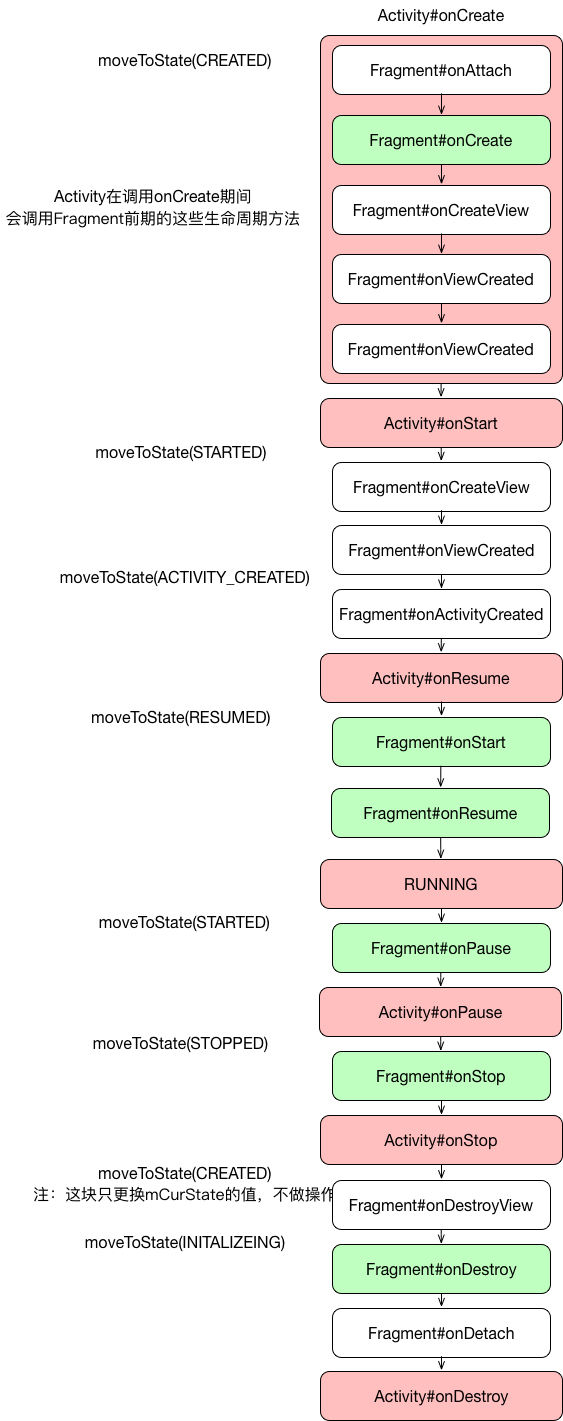 Activity#onCreate
moveToState(CREATED)
Fragment#onAttach
Fragment#onCreate
Activity在调用onCreate期间
会调用Fragment前期的这些生命周期方法
Fragment#onCreateView
Fragment#onViewCreated
Fragment#onViewCreated
Activity#onStart
moveToState(STARTED)
Fragment#onCreateView
Fragment#onViewCreated
moveToState(ACTIVITY_CREATED)
Fragment#onActivityCreated
Activity#onResume
moveToState(RESUMED)
Fragment#onStart
Fragment#onResume
RUNNING
moveToState(STARTED)
Fragment#onPause
Activity#onPause
moveToState(STOPPED)
Fragment#onStop
Activity#onStop
moveToState(CREATED)
注：这块只更换mCurState的值，不做操作
Fragment#onDestroyView
moveToState(INITALIZEING)
Fragment#onDestroy
Fragment#onDetach
Activity#onDestroy